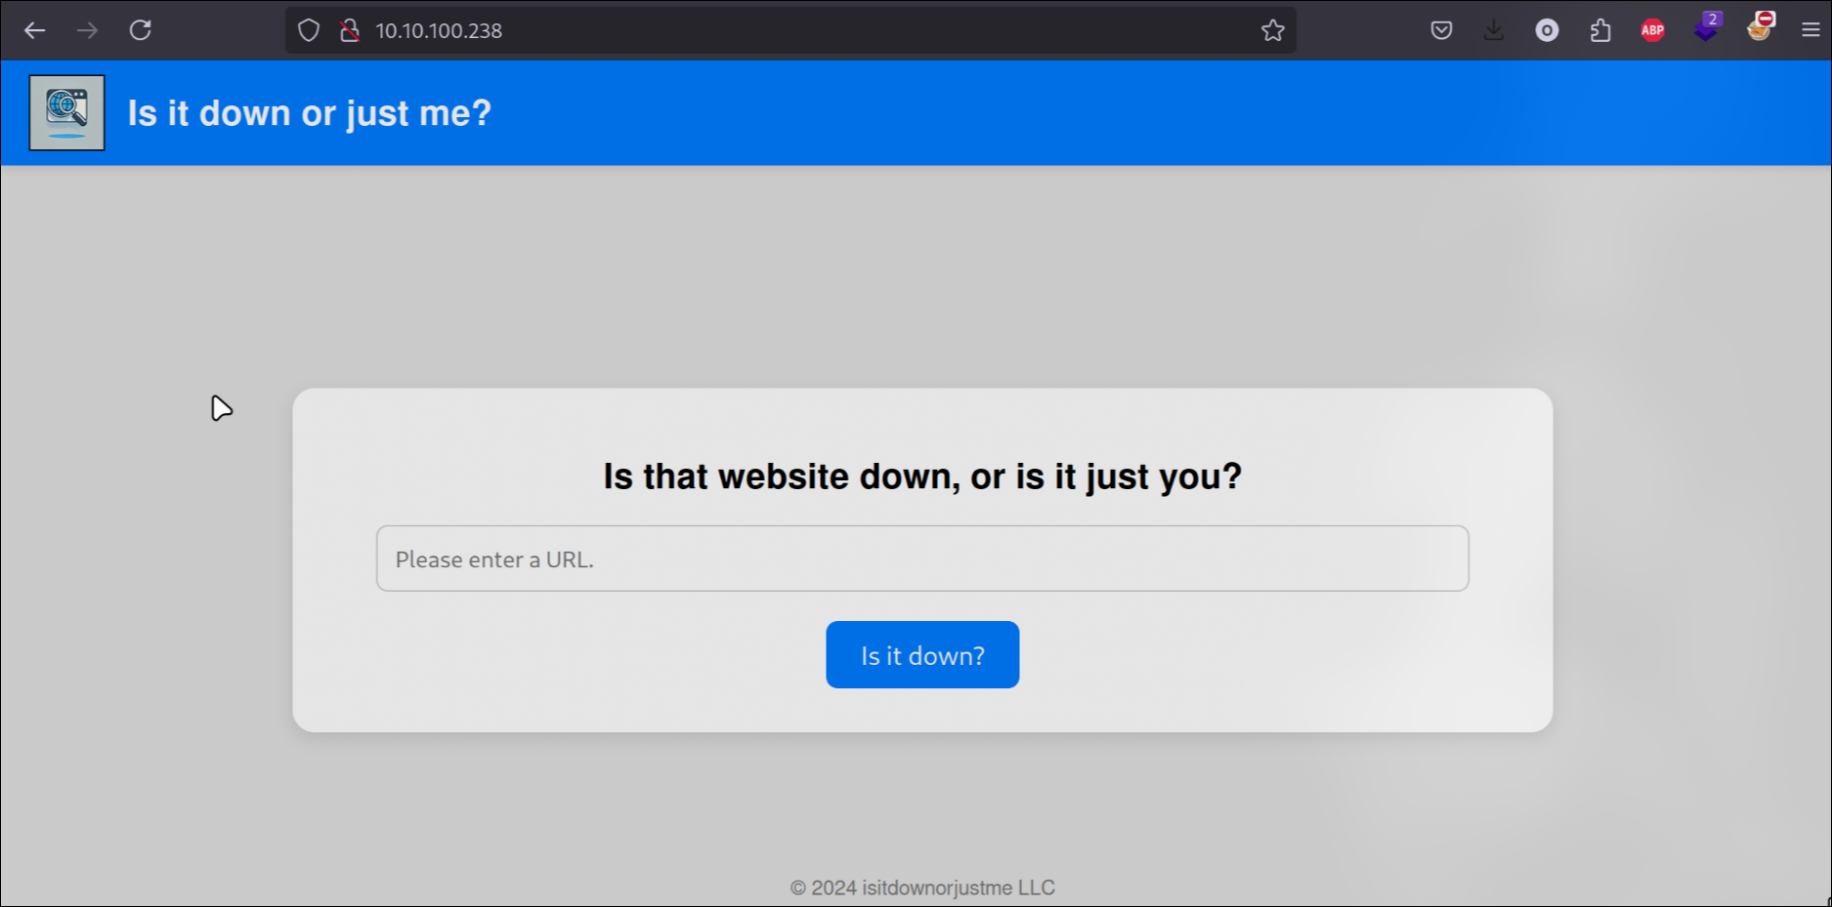 10.10.100.238
ABP
2
Is it down or just me?
Is that website down, or is it just you?
Please enter a URL.
Is it down?
© 2024 isitdownorjustme LLC